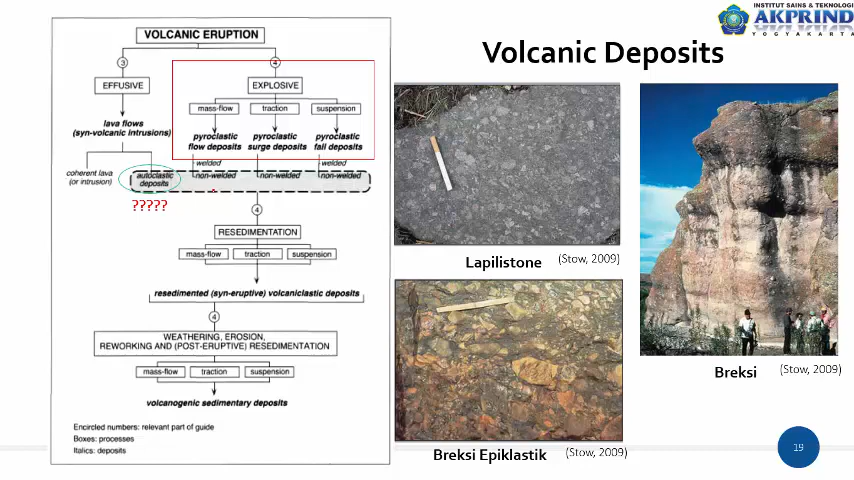 INSTITUT SAINS & TEKNOLOGI
AKPRIND
YOGYAKARTA
Volcanic Deposits
VOLCANIC ERUPTION
3
4
EFFUSIVE
EXPLOSIVE
mass-flow
traction
suspension
lava flows
(syn-volcanic intrusions)
pyroclastic
flow deposits
pyroclastic
surge deposits
pyroclastic
fall deposits
welded
welded
coherent lava
(or intrusion)
autoclastic
deposits
non-welded
non-welded
non-welded
?????
4
RESEDIMENTATION
mass-flow
traction
suspension
resedimented (syn-eruptive) volcaniclastic deposits
4
WEATHERING, EROSION,
REWORKING AND (POST-ERUPTIVE) RESEDIMENTATION
mass-flow
traction
suspension
volcanogenic sedimentary deposits
Encircled numbers: relevant part of guide
Boxes: processes
Italics: deposits
Lapilistone (Stow, 2009)
Breksi Epiklastik (Stow, 2009)
Breksi (Stow, 2009)
19